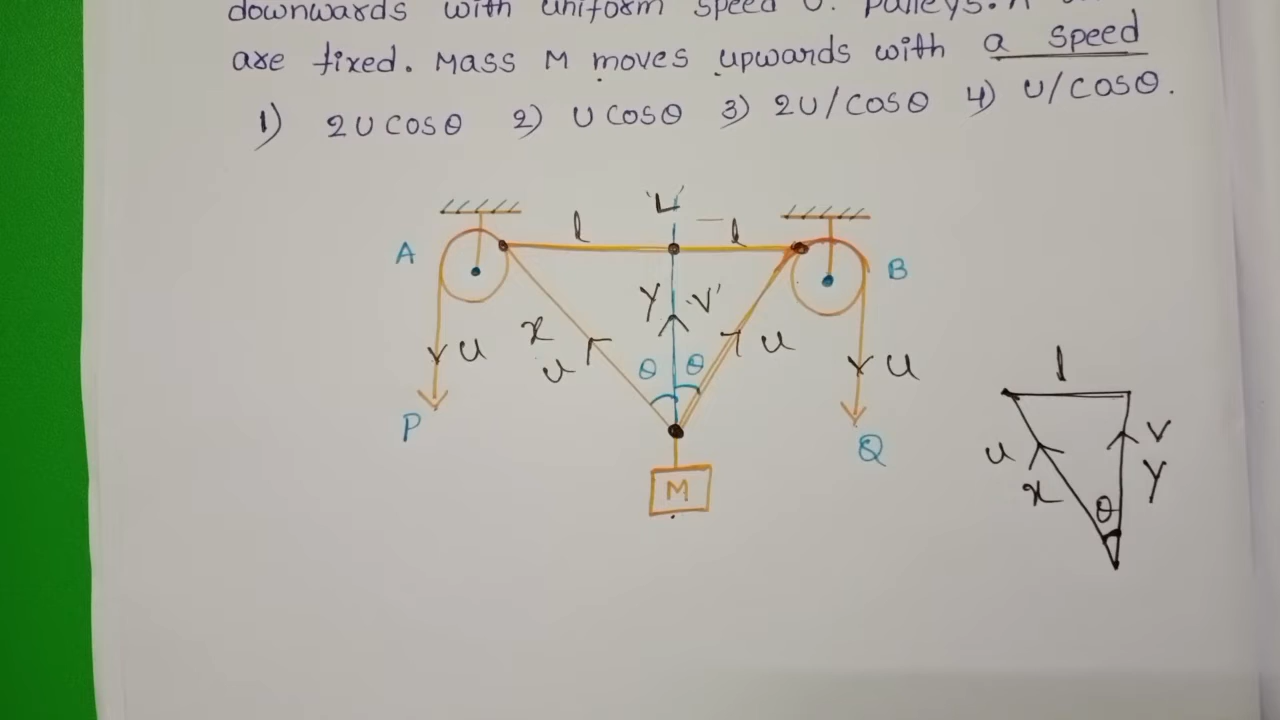 downwards with uniform speed U. Pulleys. A
are fixed. Mass M moves upwards with a speed
1) 2U cosθ 2) U cosθ 3) 2U/cosθ 4) U/cosθ.
'L'
l l
A B
y 'V'
x
u u u u
θ θ
P Q
M
l
u V
x y
θ